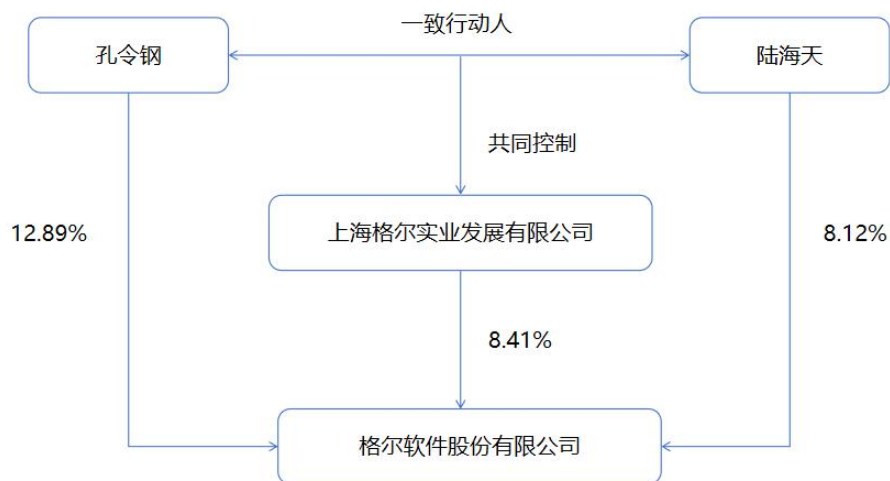 一致行动人
孔令钢
陆海天
共同控制
上海格尔实业发展有限公司
12.89%
8.12%
8.41%
格尔软件股份有限公司